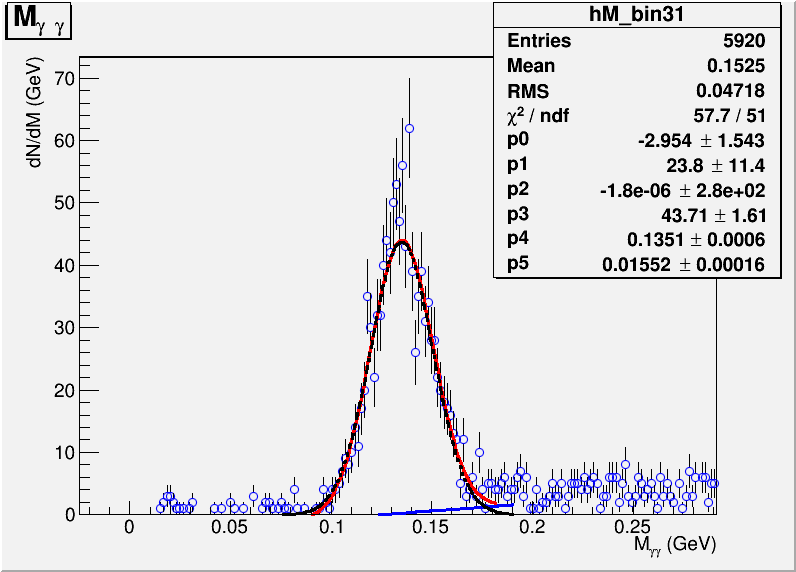 M γ γ
hM_bin31
Entries 5920
Mean 0.1525
RMS 0.04718
χ² / ndf 57.7 / 51
p0 -2.954 ± 1.543
p1 23.8 ± 11.4
p2 -1.8e-06 ± 2.8e+02
p3 43.71 ± 1.61
p4 0.1351 ± 0.0006
p5 0.01552 ± 0.00016
dN/dM (GeV)
70
60
50
40
30
20
10
0
0 0.05 0.1 0.15 0.2 0.25
Mγγ (GeV)